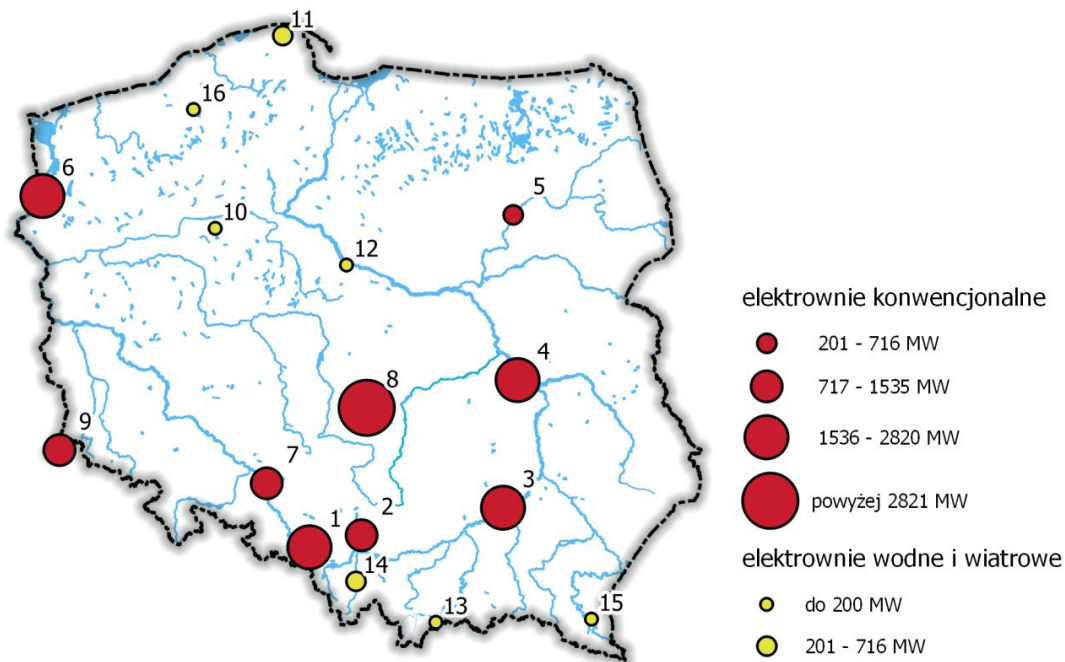 11
16
6
5
10
12
4
8
9
7
3
2
1
14
13
15
elektrownie konwencjonalne
201 - 716 MW
717 - 1535 MW
1536 - 2820 MW
powyżej 2821 MW
elektrownie wodne i wiatrowe
do 200 MW
201 - 716 MW